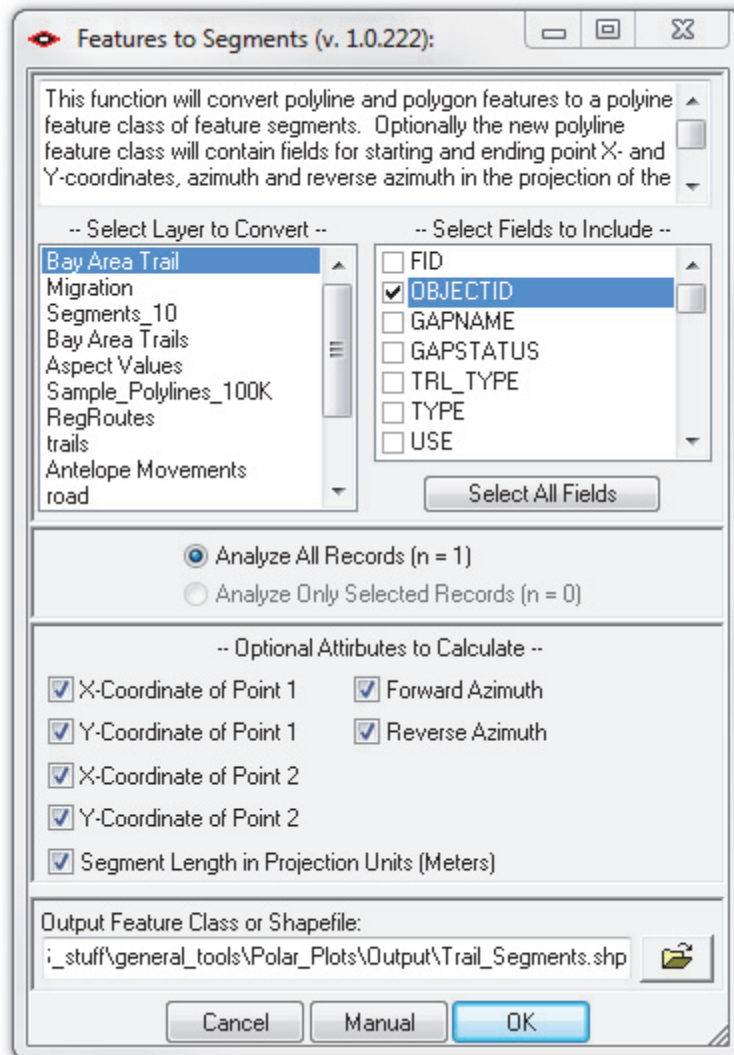 Features to Segments (v. 1.0.222):
This function will convert polyline and polygon features to a polyine
feature class of feature segments. Optionally the new polyline
feature class will contain fields for starting and ending point X- and
Y-coordinates, azimuth and reverse azimuth in the projection of the
-- Select Layer to Convert --
Bay Area Trail
Migration
Segments_10
Bay Area Trails
Aspect Values
Sample_Polylines_100K
RegRoutes
trails
Antelope Movements
road
-- Select Fields to Include --
FID
OBJECTID
GAPNAME
GAPSTATUS
TRL_TYPE
TYPE
USE
Select All Fields
Analyze All Records (n = 1)
Analyze Only Selected Records (n = 0)
-- Optional Attirbutes to Calculate --
X-Coordinate of Point 1
Forward Azimuth
Y-Coordinate of Point 1
Reverse Azimuth
X-Coordinate of Point 2
Y-Coordinate of Point 2
Segment Length in Projection Units (Meters)
Output Feature Class or Shapefile:
_stuff\general_tools\Polar_Plots\Output\Trail_Segments.shp
Cancel
Manual
OK